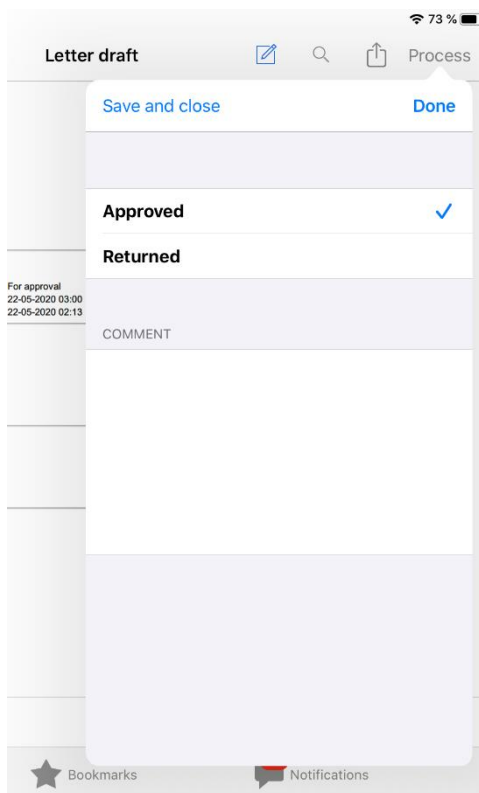 73 %
Letter draft
Process
Save and close
Done
Approved
Returned
For approval
22-05-2020 03:00
22-05-2020 02:13
COMMENT
Bookmarks
Notifications